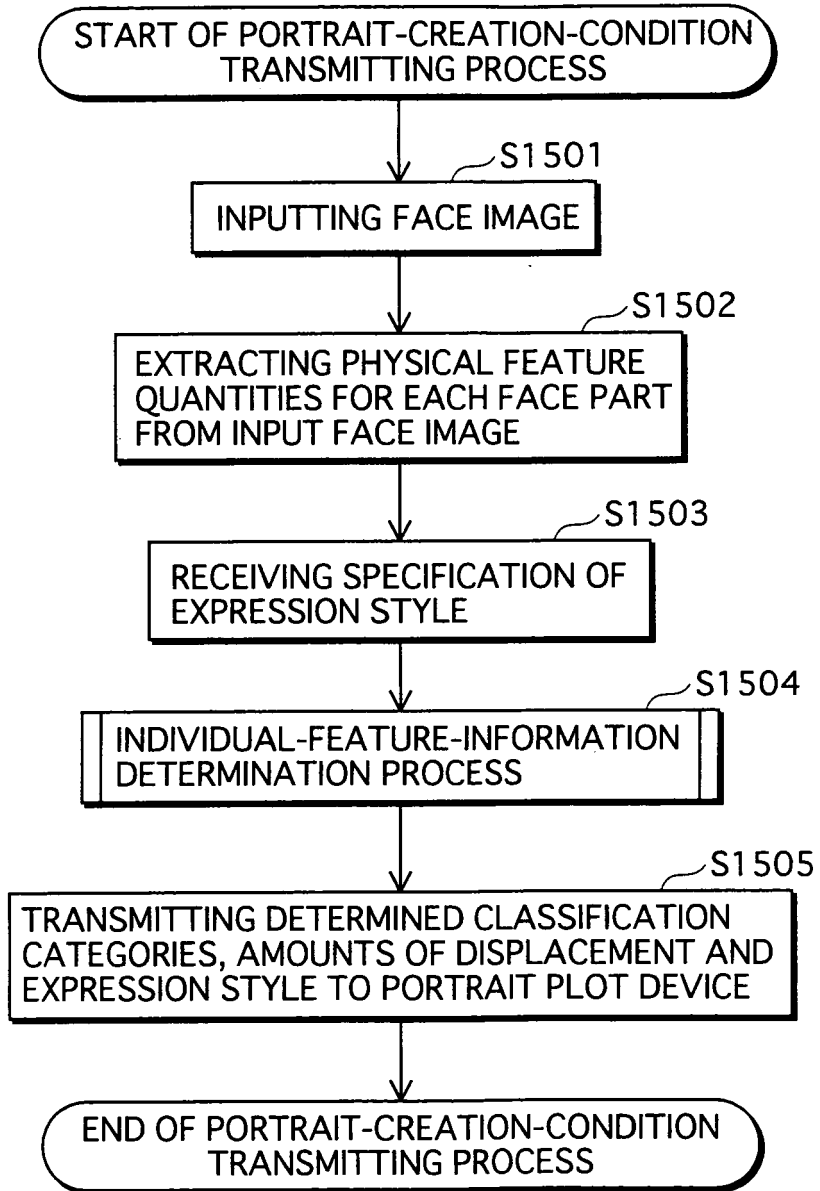 START OF PORTRAIT-CREATION-CONDITION
TRANSMITTING PROCESS
S1501
INPUTTING FACE IMAGE
S1502
EXTRACTING PHYSICAL FEATURE
QUANTITIES FOR EACH FACE PART
FROM INPUT FACE IMAGE
S1503
RECEIVING SPECIFICATION OF
EXPRESSION STYLE
S1504
INDIVIDUAL-FEATURE-INFORMATION
DETERMINATION PROCESS
S1505
TRANSMITTING DETERMINED CLASSIFICATION
CATEGORIES, AMOUNTS OF DISPLACEMENT AND
EXPRESSION STYLE TO PORTRAIT PLOT DEVICE
END OF PORTRAIT-CREATION-CONDITION
TRANSMITTING PROCESS